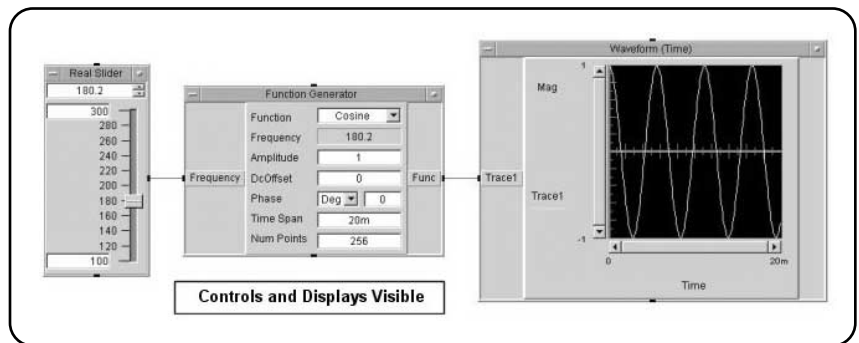 Real Slider
180.2
300
280
260
240
220
200
180
160
140
120
100
Function Generator
Frequency
Function Cosine
Frequency 180.2
Amplitude 1
DcOffset 0
Phase Deg 0
Time Span 20m
Num Points 256
Func
Controls and Displays Visible
Waveform (Time)
Trace1
Mag
Trace1
1
-1
0 20m
Time